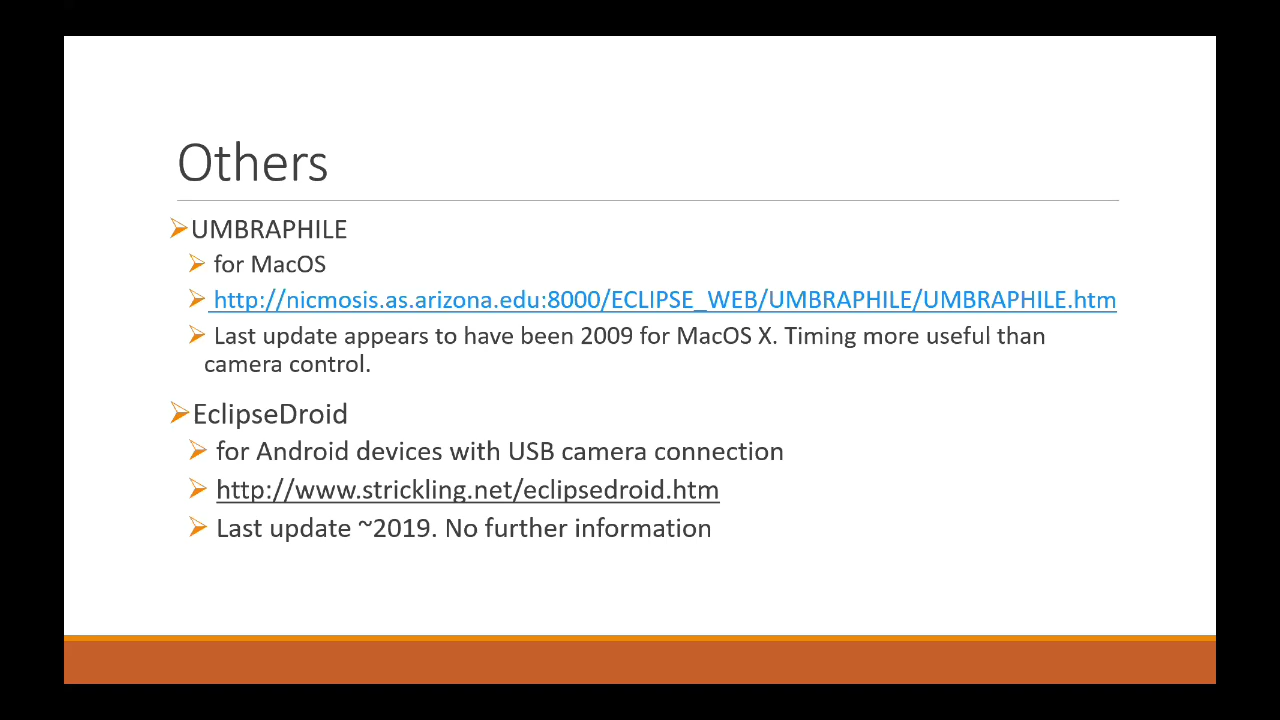 Others
UMBRAPHILE
for MacOS
http://nicmosis.as.arizona.edu:8000/ECLIPSE_WEB/UMBRAPHILE/UMBRAPHILE.htm
Last update appears to have been 2009 for MacOS X. Timing more useful than
camera control.
EclipseDroid
for Android devices with USB camera connection
http://www.strickling.net/eclipsedroid.htm
Last update ~2019. No further information